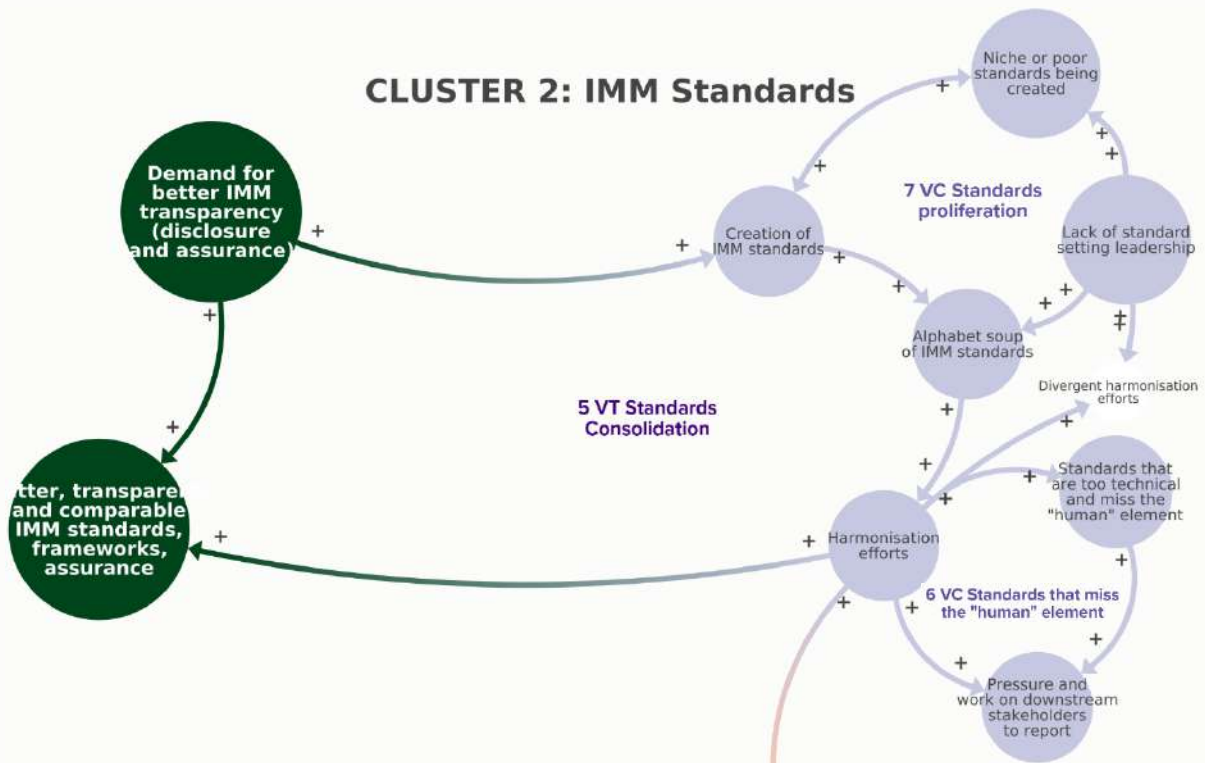 CLUSTER 2: IMM Standards
Niche or poor
standards being
created
Demand for
better IMM
transparency
(disclosure
and assurance)
7 VC Standards
proliferation
Creation of
IMM standards
Lack of standard
setting leadership
Alphabet soup
of IMM standards
Divergent harmonisation
efforts
5 VT Standards
Consolidation
Standards that
are too technical
and miss the
"human" element
tter, transparen
and comparable
IMM standards,
frameworks,
assurance
Harmonisation
efforts
6 VC Standards that miss
the "human" element
Pressure and
work on downstream
stakeholders
to report